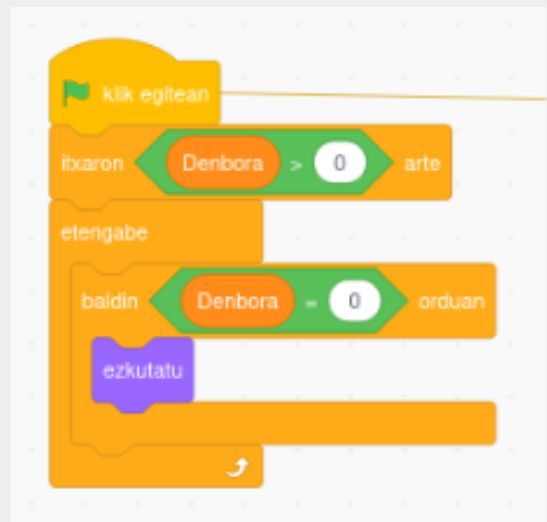 klik egitean
itxaron Denbora > 0 arte
etengabe
baldin Denbora = 0 orduan
ezkutatu